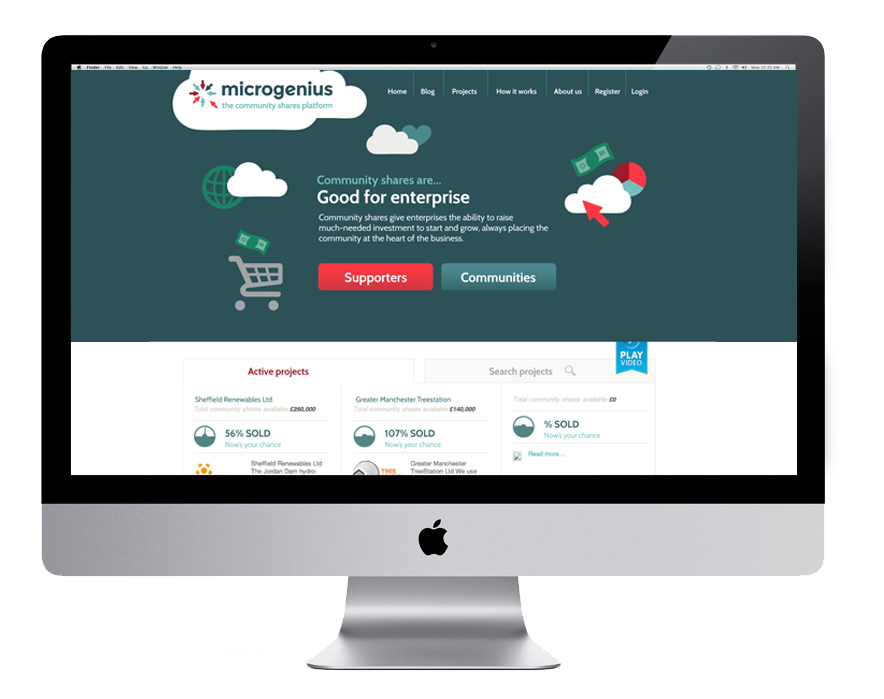 Finder File Edit View Go Window Help
Mon 10:50 AM
microgenius
the community shares platform
Home Blog Projects How it works About us Register Login
Community shares are...
Good for enterprise
Community shares give enterprises the ability to raise
much-needed investment to start and grow, always placing the
community at the heart of the business.
Supporters Communities
PLAY
VIDEO
Active projects Search projects
Sheffield Renewables Ltd
Total community shares available £250,000
56% SOLD
Now's your chance
Sheffield Renewables Ltd
The Jordan Dam hydro-
Greater Manchester Treestation
Total community shares available £140,000
107% SOLD
Now's your chance
TREE
Greater Manchester
TreeStation Ltd We use
Total community shares available £0
% SOLD
Now's your chance
Read more...